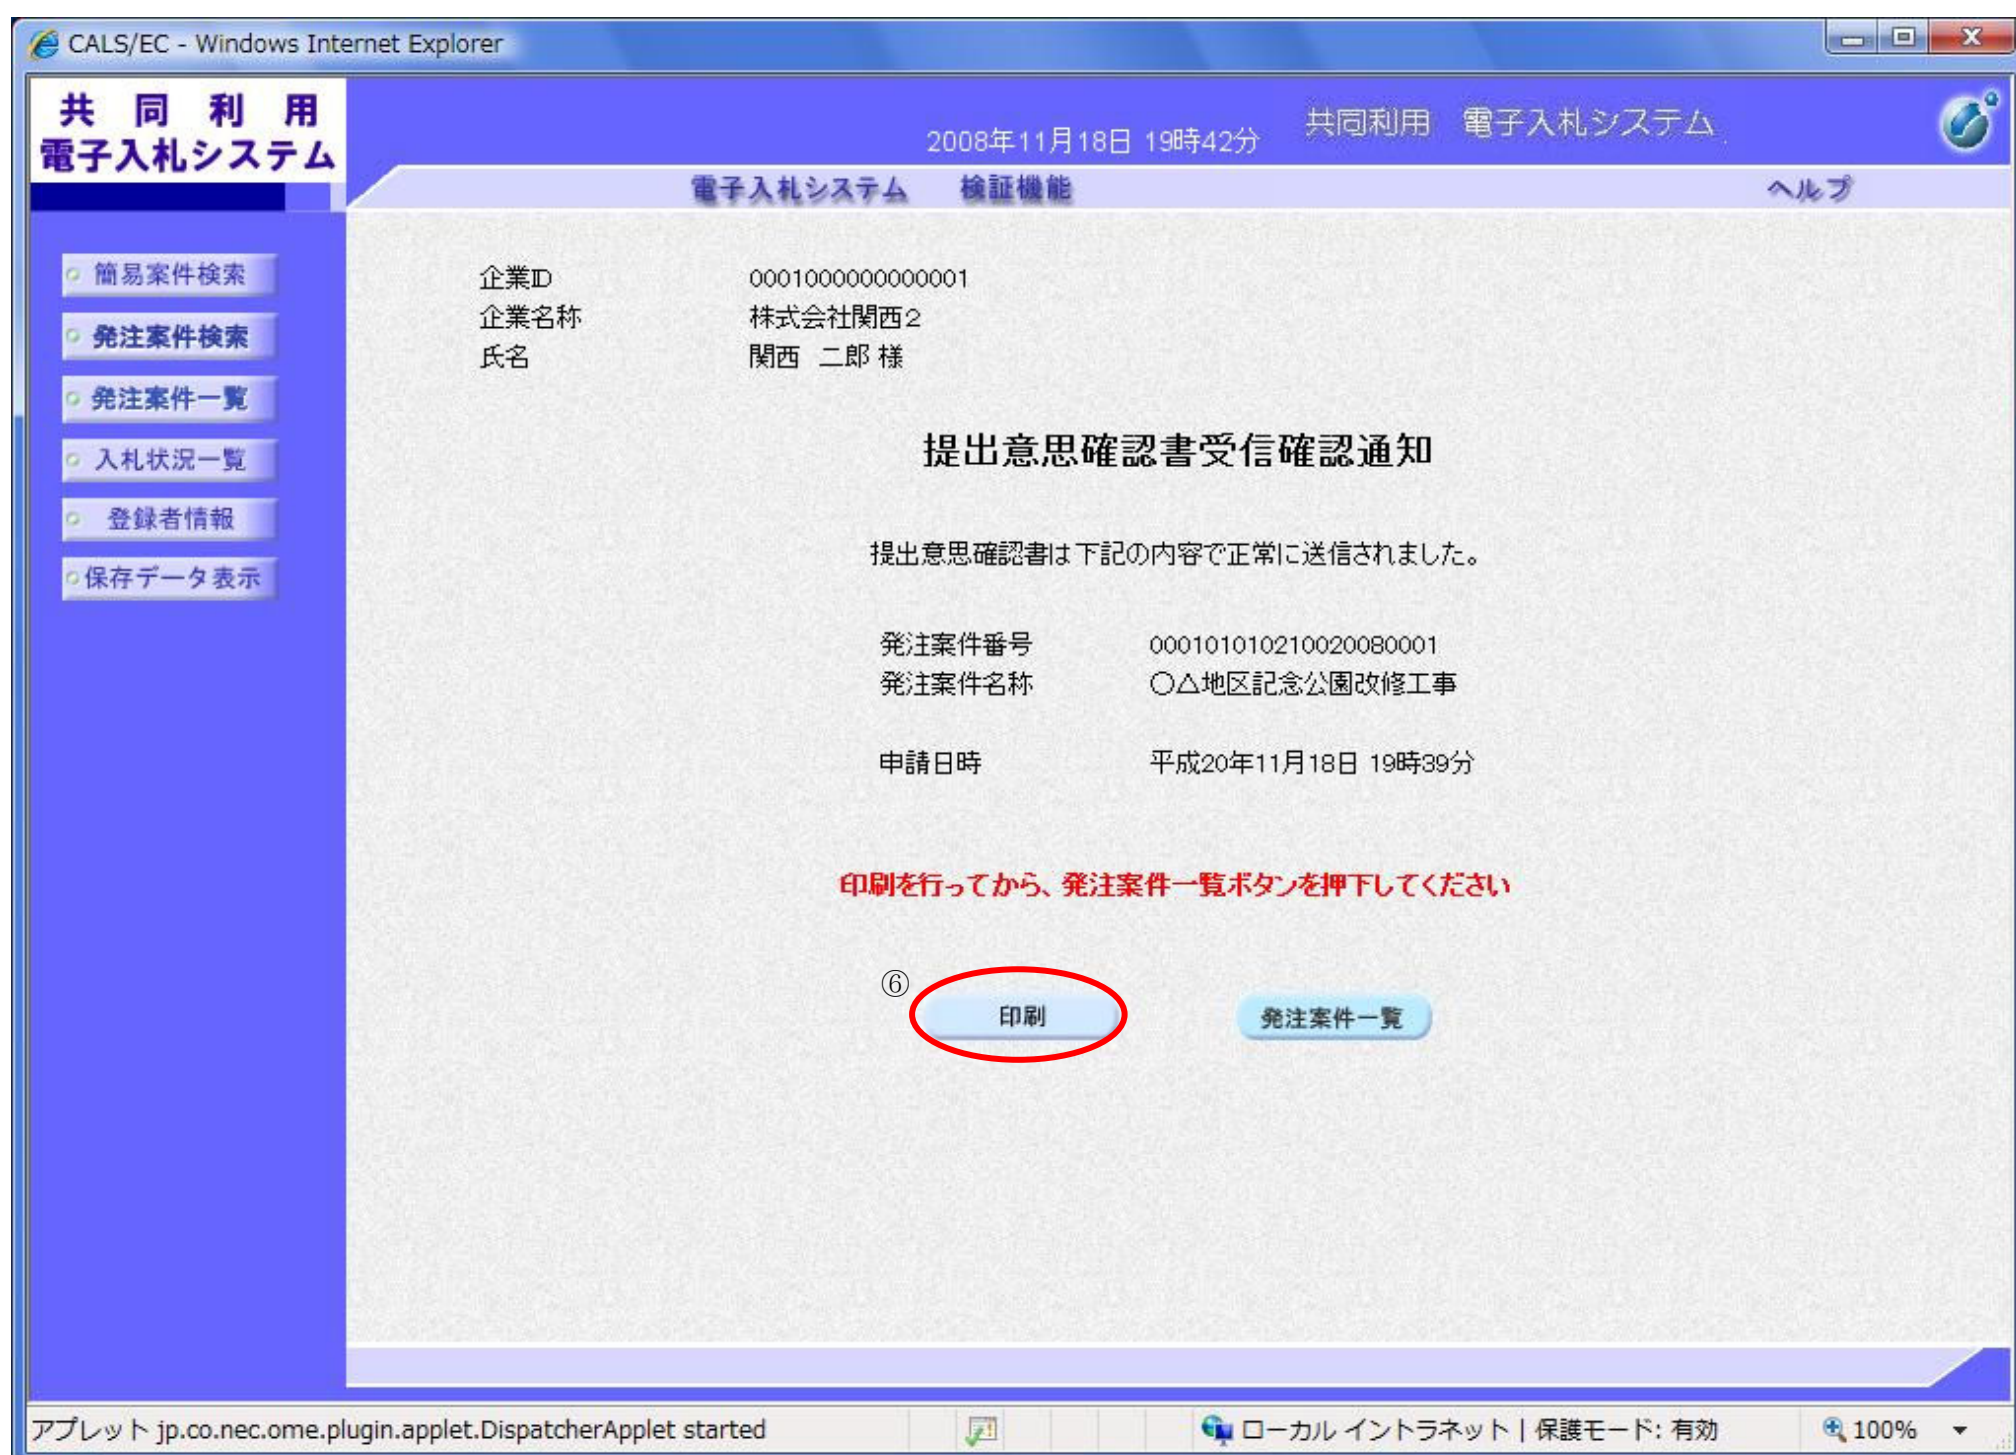 CALS/EC - Windows Internet Explorer
共 同 利 用
電子入札システム
2008年11月18日 19時42分
共同利用 電子入札システム
電子入札システム 検証機能 ヘルプ
簡易案件検索
発注案件検索
発注案件一覧
入札状況一覧
登録者情報
保存データ表示
企業ID 0001000000000001
企業名称 株式会社関西2
氏名 関西 二郎 様
提出意思確認書受信確認通知
提出意思確認書は下記の内容で正常に送信されました。
発注案件番号 000101010210020080001
発注案件名称 ○△地区記念公園改修工事
申請日時 平成20年11月18日 19時39分
印刷を行ってから、発注案件一覧ボタンを押下してください
⑥
印刷 発注案件一覧
アプレット jp.co.nec.ome.plugin.applet.DispatcherApplet started ローカル イントラネット | 保護モード: 有効 100%